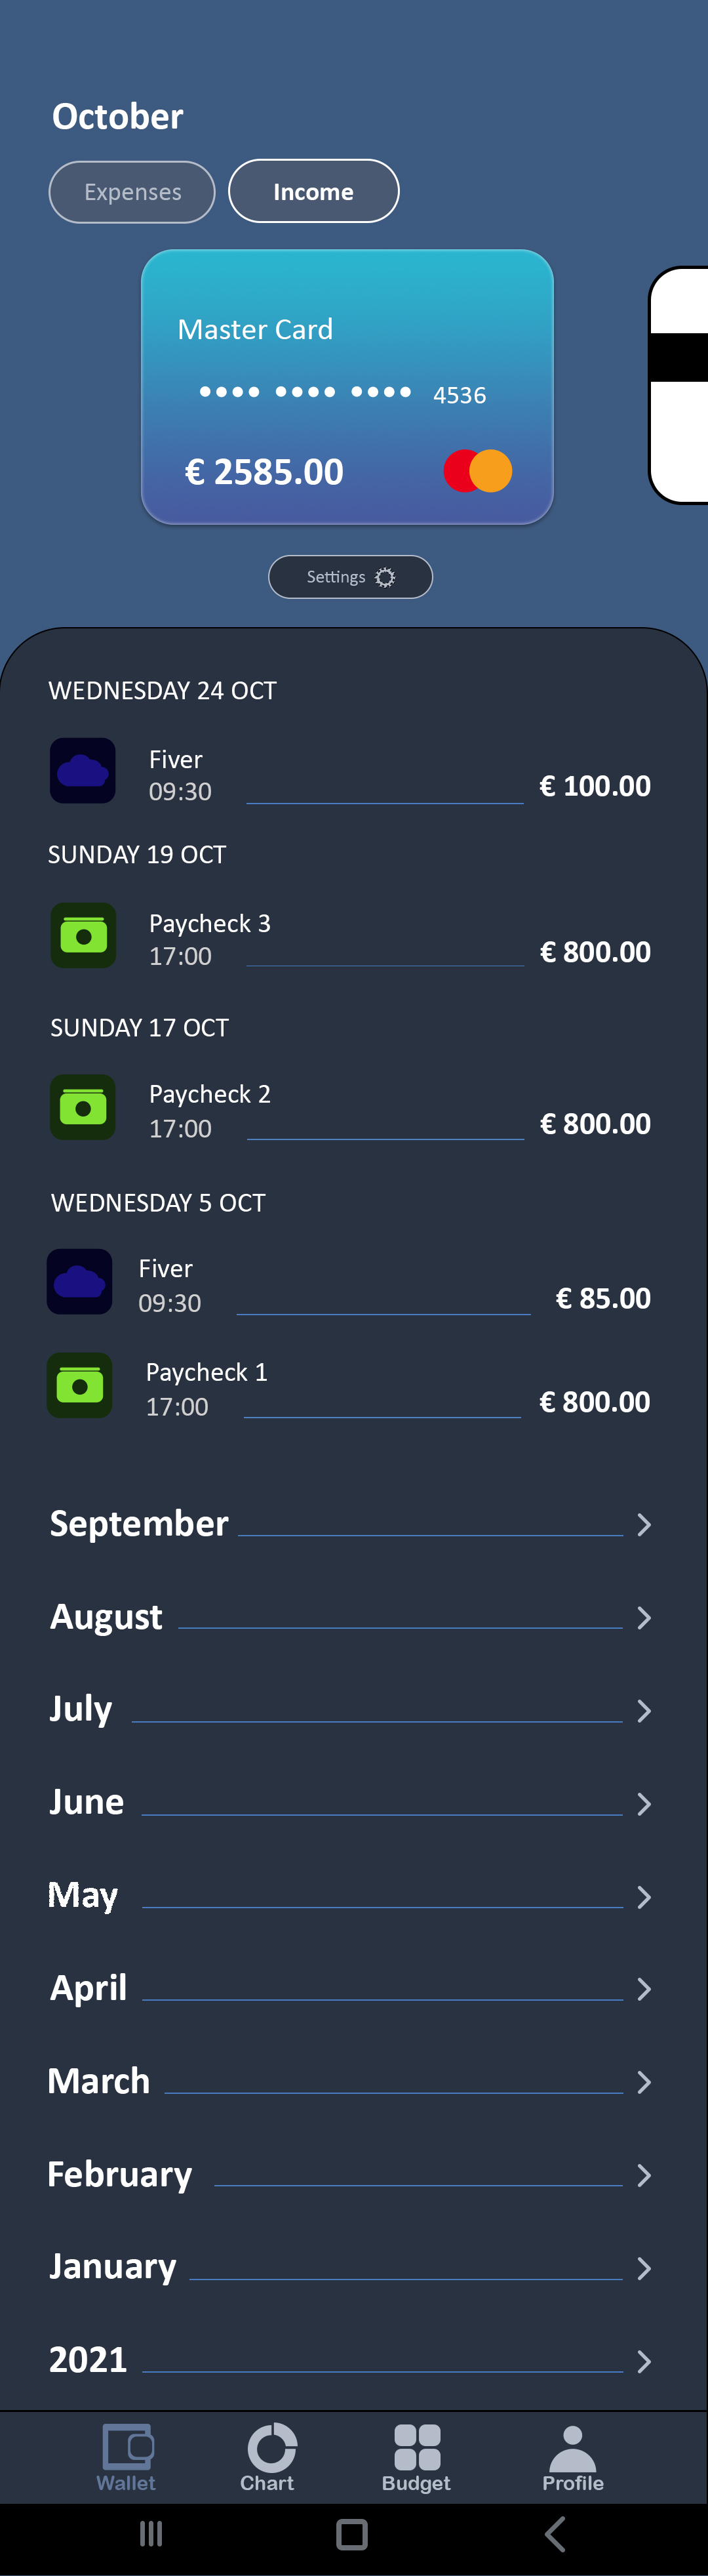 October
Expenses Income
Master Card
•••• •••• •••• 4536
€ 2585.00
Settings
WEDNESDAY 24 OCT
Fiver
09:30
€ 100.00
SUNDAY 19 OCT
Paycheck 3
17:00
€ 800.00
SUNDAY 17 OCT
Paycheck 2
17:00
€ 800.00
WEDNESDAY 5 OCT
Fiver
09:30
€ 85.00
Paycheck 1
17:00
€ 800.00
September
August
July
June
May
April
March
February
January
2021
Wallet Chart Budget Profile